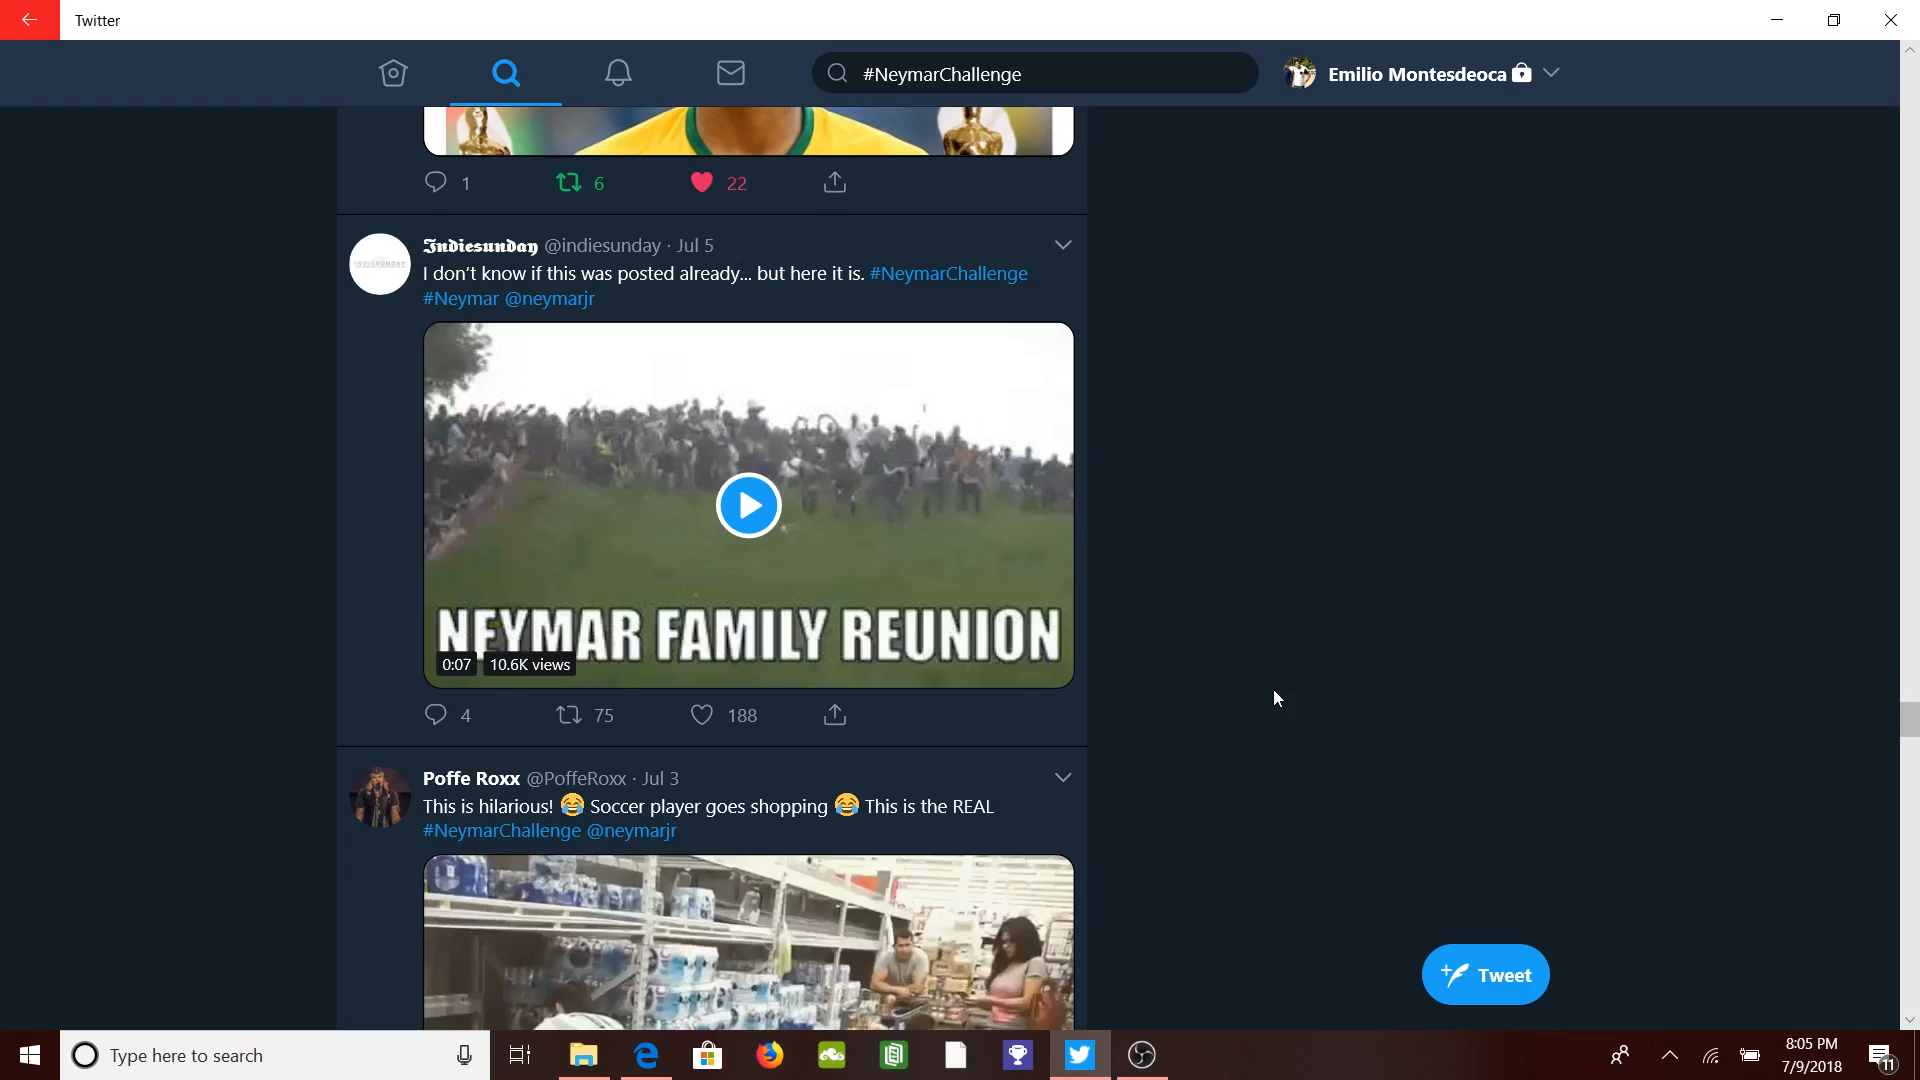 Twitter
#NeymarChallenge
Emilio Montesdeoca
1
6
22
Indiesunday @indiesunday · Jul 5
I don't know if this was posted already... but here it is. #NeymarChallenge
#Neymar @neymarjr
NEYMAR FAMILY REUNION
0:07 10.6K views
4
75
188
Poffe Roxx @PoffeRoxx · Jul 3
This is hilarious! 😂 Soccer player goes shopping 😂 This is the REAL
#NeymarChallenge @neymarjr
Tweet
Type here to search
8:05 PM
7/9/2018
11